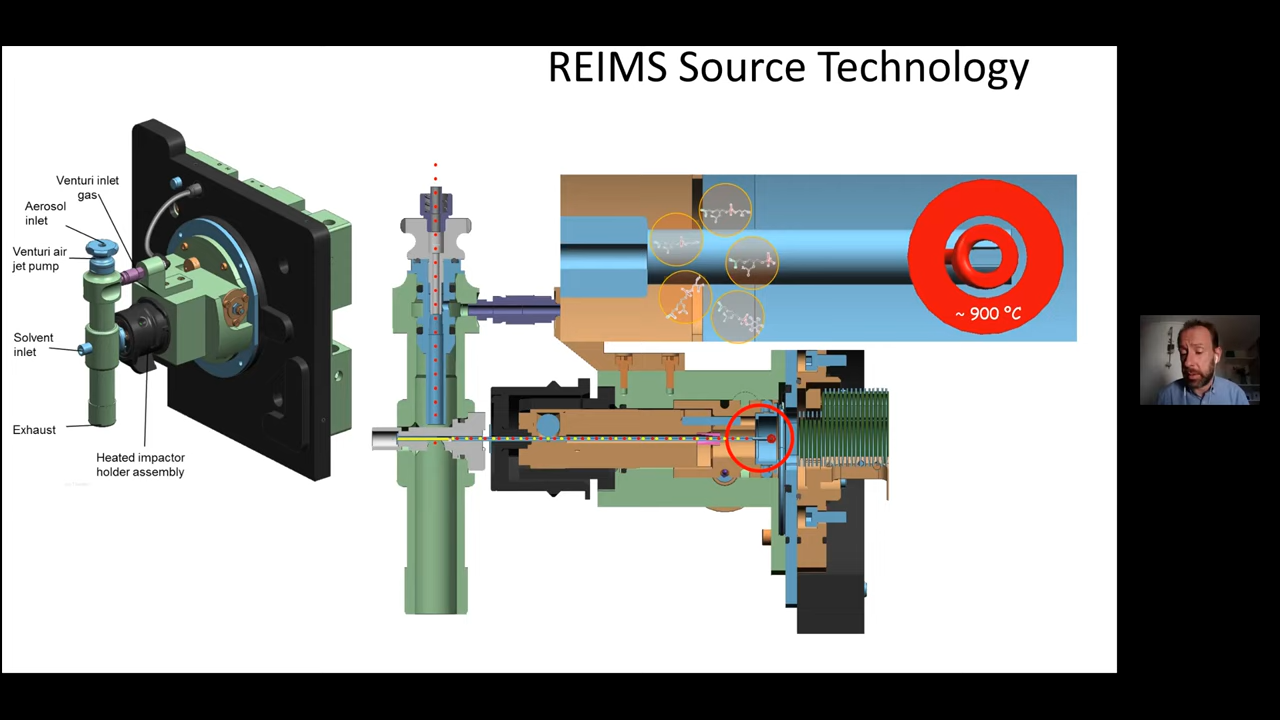 REIMS Source Technology
Venturi inlet
gas
Aerosol
inlet
Venturi air
jet pump
Solvent
inlet
Exhaust
Heated impactor
holder assembly
~ 900 °C